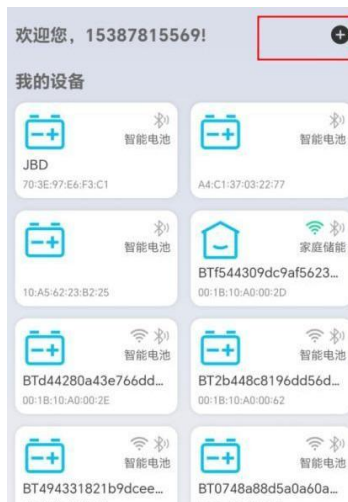 欢迎您，15387815569!
我的设备
智能电池
JBD
70:3E:97:E6:F3:C1
智能电池
A4:C1:37:03:22:77
智能电池
10:A5:62:23:B2:25
家庭储能
BTf544309dc9af5623...
00:1B:10:A0:00:2D
智能电池
BTd44280a43e766dd...
00:1B:10:A0:00:2E
智能电池
BT2b448c8196dd56d...
00:1B:10:A0:00:62
智能电池
BT494331821b9dcee...
智能电池
BT0748a88d5a0a60a...